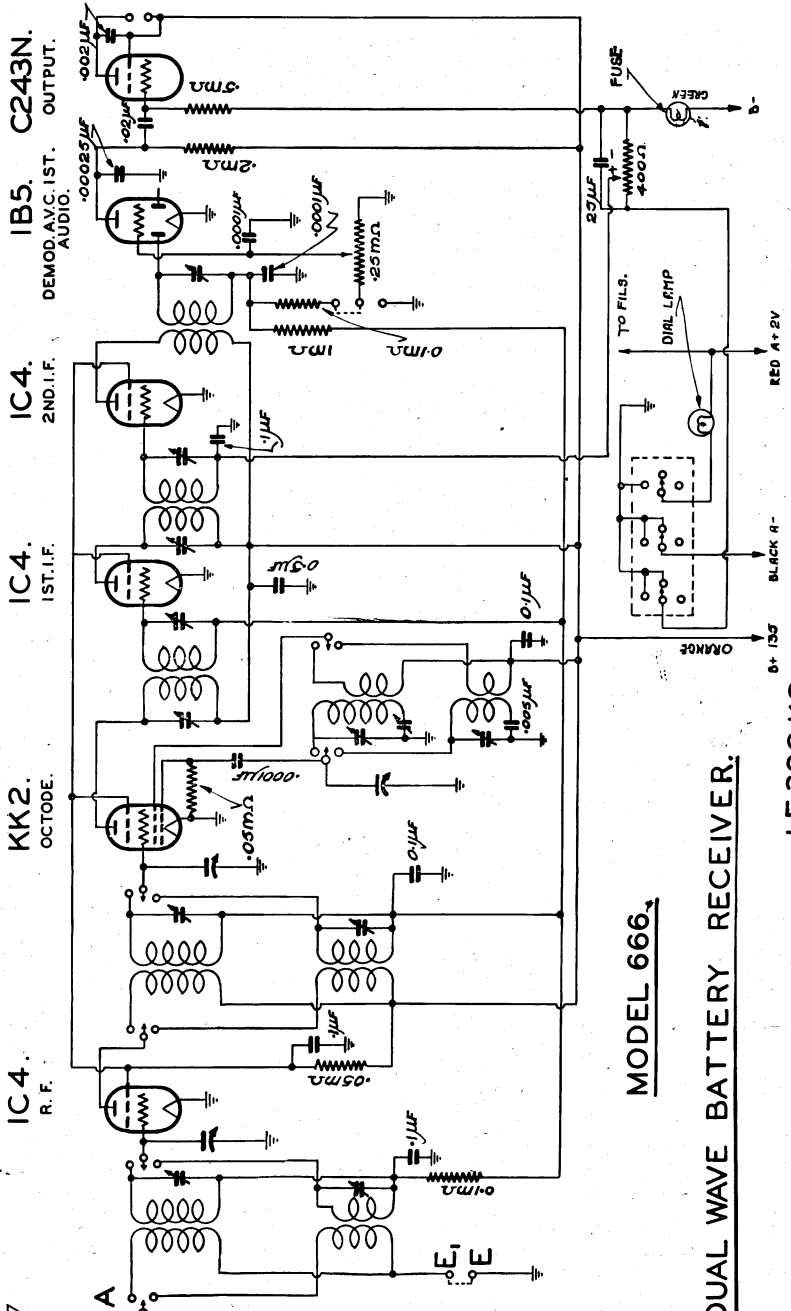 7
IC4.
R. F.
KK2.
OCTODE.
IC4.
1ST. I.F.
IC4.
2ND. I.F.
IB5.
DEMOD. A.V.C. 1ST.
AUDIO.
C243N.
OUTPUT.
.00025µF
.002µF
.02µF
.5mΩ
.2mΩ
.0001µF
.0001µF
.25mΩ
0.1mΩ
1mΩ
.1µF
0.5µF
.0001µF
.05mΩ
0.1µF
.005µF
0.1µF
.1µF
.05mΩ
.1µF
0.1mΩ
A
E¹
E
25µF
+ -
400Ω
FUSE
GREEN
P.
B-
TO FILS.
DIAL LAMP
RED A+ 2V
BLACK A-
ORANGE
B+ 135
MODEL 666.
DUAL WAVE BATTERY RECEIVER.